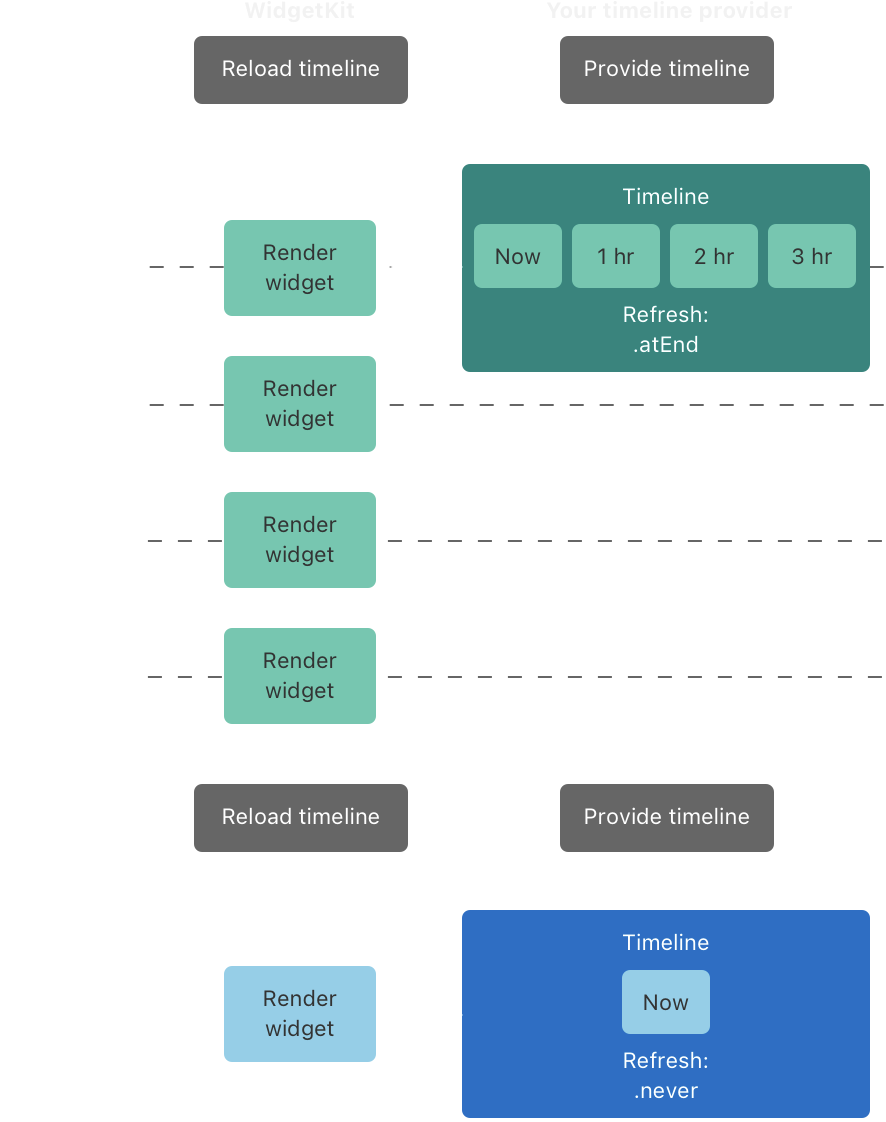 WidgetKit
Your timeline provider
Reload timeline
Provide timeline
Timeline
Now
1 hr
2 hr
3 hr
Refresh:
.atEnd
Render
widget
Render
widget
Render
widget
Render
widget
Reload timeline
Provide timeline
Timeline
Now
Refresh:
.never
Render
widget